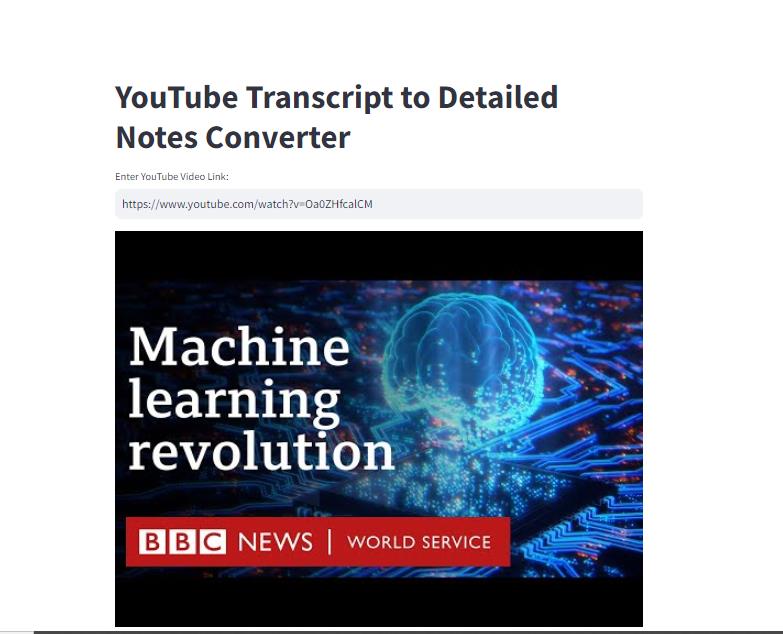 YouTube Transcript to Detailed
Notes Converter
Enter YouTube Video Link:
https://www.youtube.com/watch?v=Oa0ZHfcalCM
Machine
learning
revolution
BBC NEWS | WORLD SERVICE